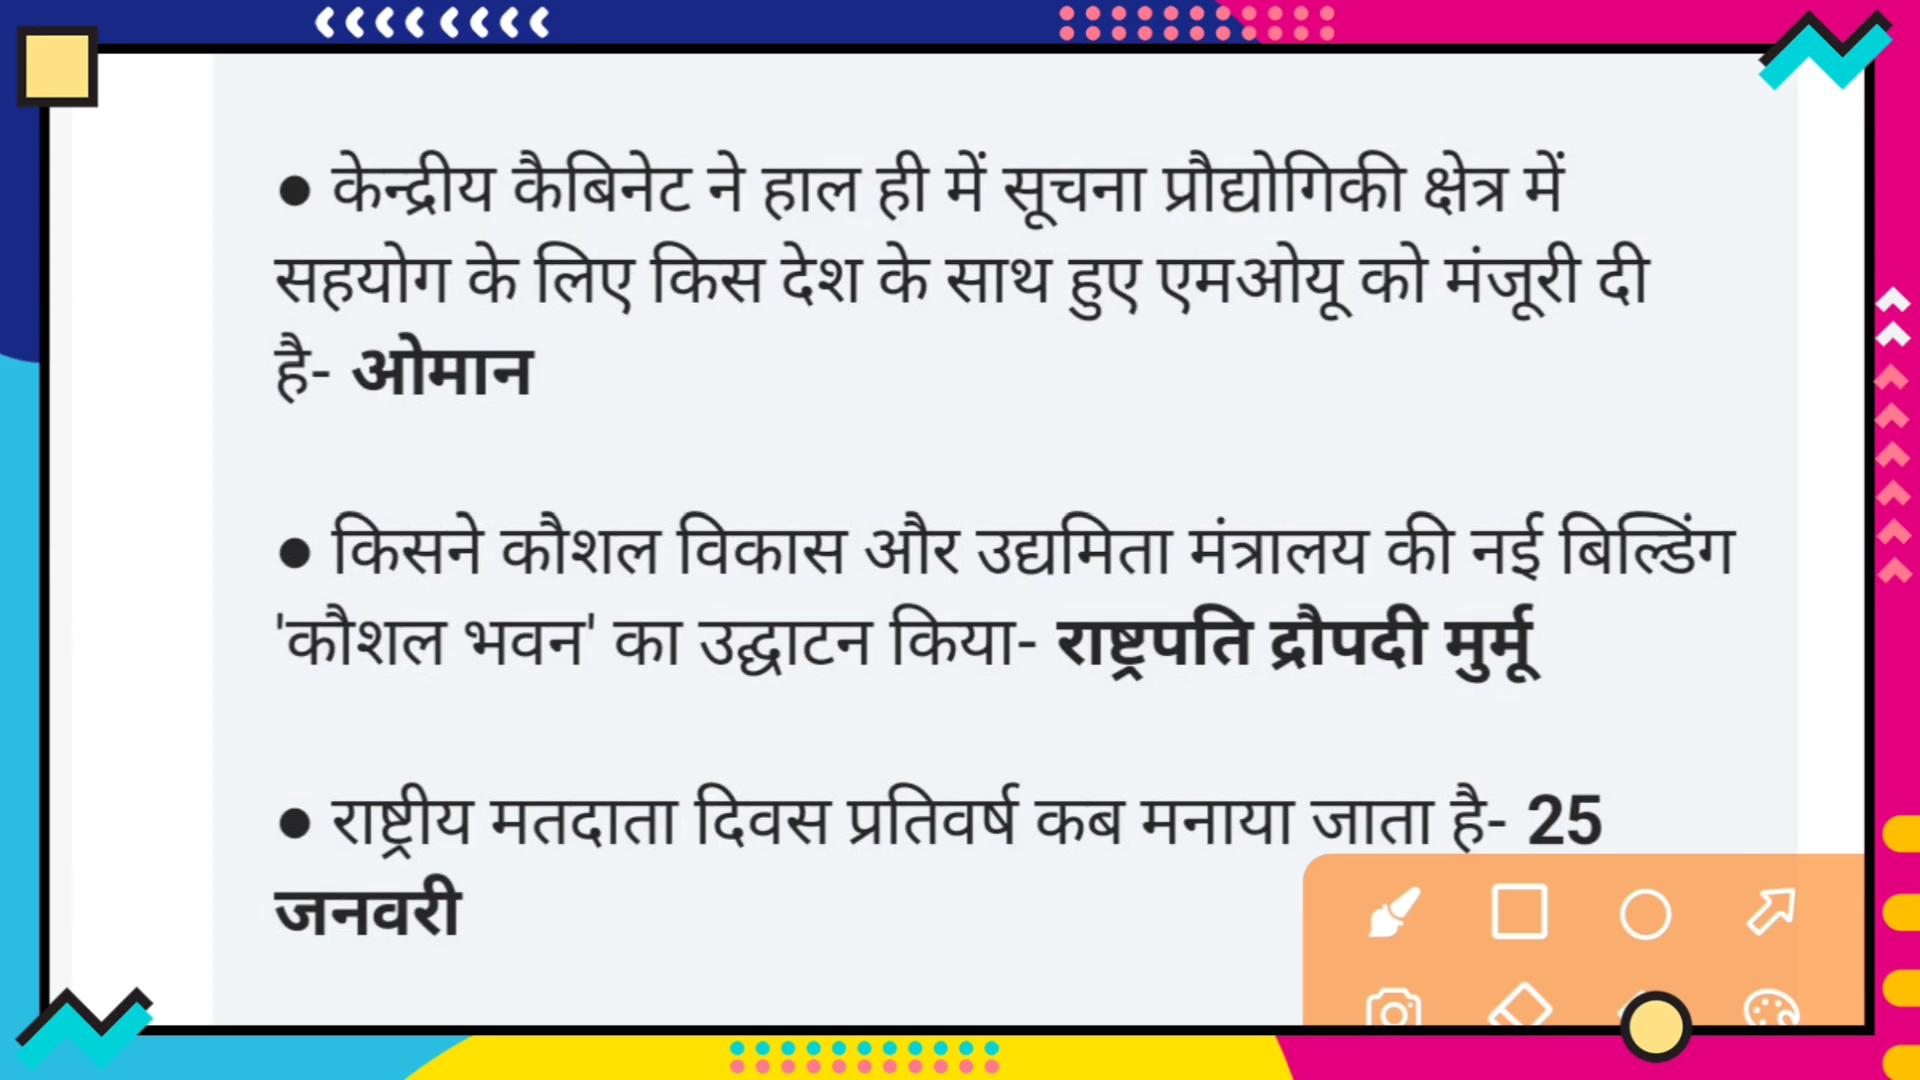 ● केन्द्रीय कैबिनेट ने हाल ही में सूचना प्रौद्योगिकी क्षेत्र में
सहयोग के लिए किस देश के साथ हुए एमओयू को मंजूरी दी
है- ओमान
● किसने कौशल विकास और उद्यमिता मंत्रालय की नई बिल्डिंग
'कौशल भवन' का उद्घाटन किया- राष्ट्रपति द्रौपदी मुर्मू
● राष्ट्रीय मतदाता दिवस प्रतिवर्ष कब मनाया जाता है- 25
जनवरी